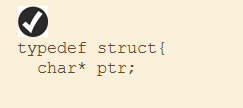 typedef struct{
char* ptr;